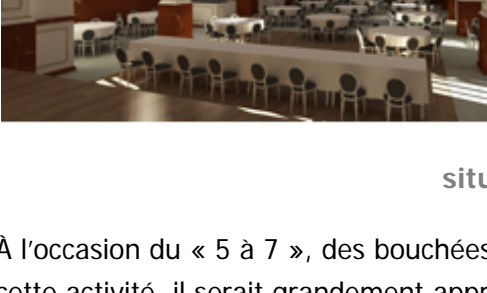 situ
À l'occasion du « 5 à 7 », des bouchées
cette activité, il serait grandement appr